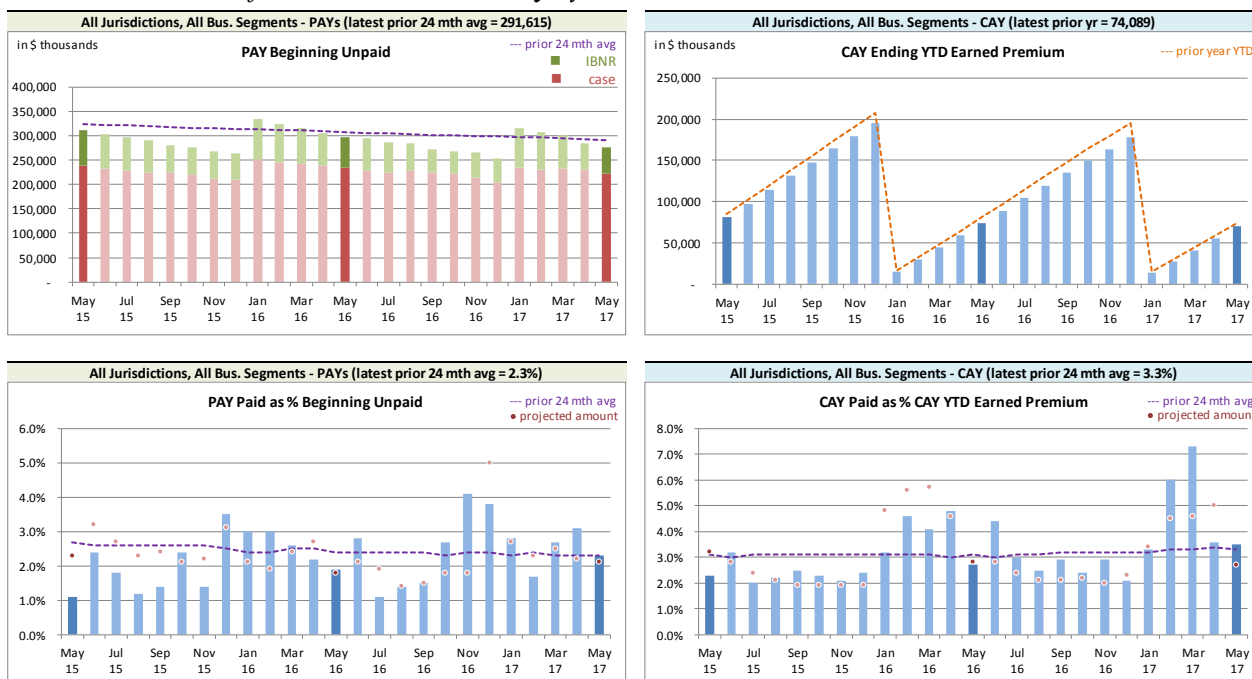 All Jurisdictions, All Bus. Segments - PAYs (latest prior 24 mth avg = 291,615)
in $ thousands
PAY Beginning Unpaid
--- prior 24 mth avg
IBNR
case
400,000
350,000
300,000
250,000
200,000
150,000
100,000
50,000
-
May Jul Sep Nov Jan Mar May Jul Sep Nov Jan Mar May
15 15 15 15 16 16 16 16 16 16 17 17 17
All Jurisdictions, All Bus. Segments - CAY (latest prior yr = 74,089)
in $ thousands
CAY Ending YTD Earned Premium
--- prior year YTD
250,000
200,000
150,000
100,000
50,000
-
May Jul Sep Nov Jan Mar May Jul Sep Nov Jan Mar May
15 15 15 15 16 16 16 16 16 16 17 17 17
All Jurisdictions, All Bus. Segments - PAYs (latest prior 24 mth avg = 2.3%)
PAY Paid as % Beginning Unpaid
--- prior 24 mth avg
• projected amount
6.0%
5.0%
4.0%
3.0%
2.0%
1.0%
0.0%
May Jul Sep Nov Jan Mar May Jul Sep Nov Jan Mar May
15 15 15 15 16 16 16 16 16 16 17 17 17
All Jurisdictions, All Bus. Segments - CAY (latest prior 24 mth avg = 3.3%)
CAY Paid as % CAY YTD Earned Premium
--- prior 24 mth avg
• projected amount
8.0%
7.0%
6.0%
5.0%
4.0%
3.0%
2.0%
1.0%
0.0%
May Jul Sep Nov Jan Mar May Jul Sep Nov Jan Mar May
15 15 15 15 16 16 16 16 16 16 17 17 17